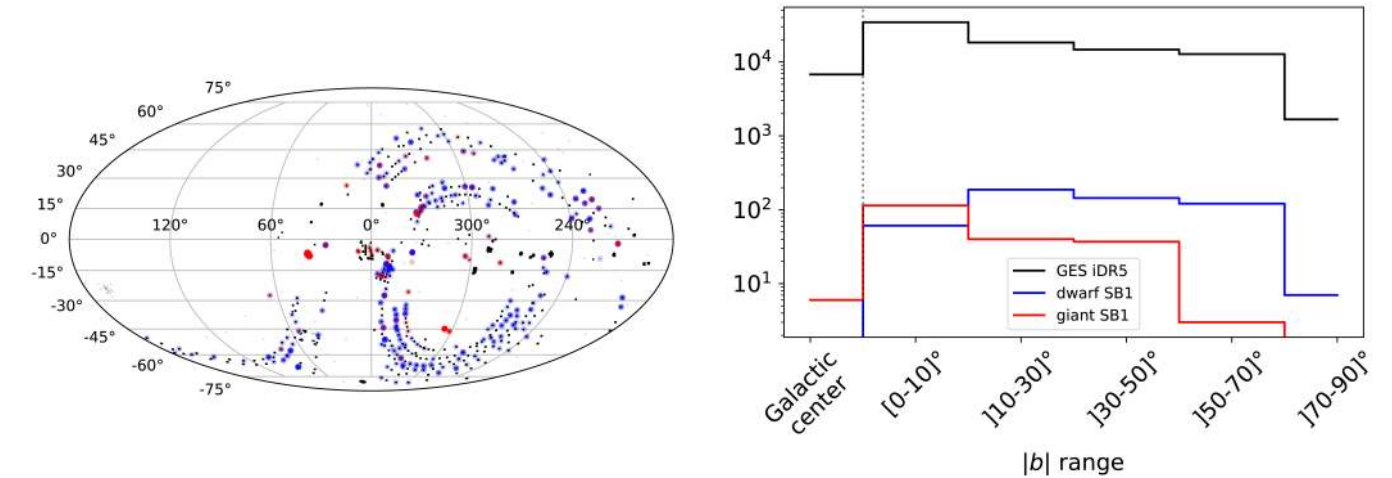 75°
60°
45°
30°
15°
0°
-15°
-30°
-45°
-60°
-75°
120° 60° 0° 300° 240°
10⁴
10³
10²
10¹
GES iDR5
dwarf SB1
giant SB1
Galactic
center
[0-10]°
]10-30]°
]30-50]°
]50-70]°
]70-90]°
|b| range